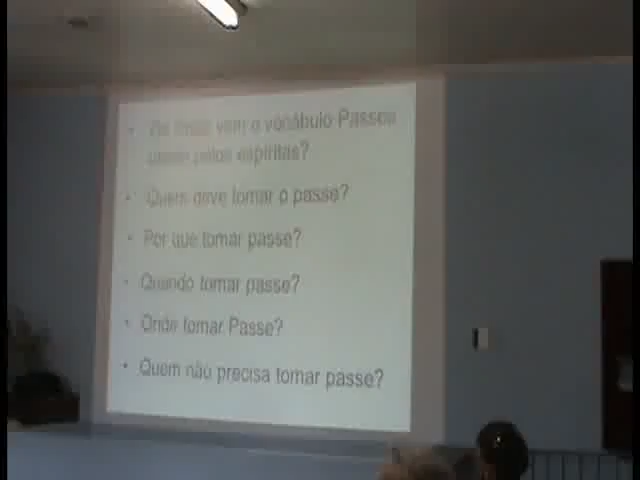 • vem o vocábulo Passea
pelos espíritas?
• Quem deve tomar o passe?
• Por que tomar passe?
• Quando tomar passe?
• Onde tomar Passe?
• Quem não precisa tomar passe?